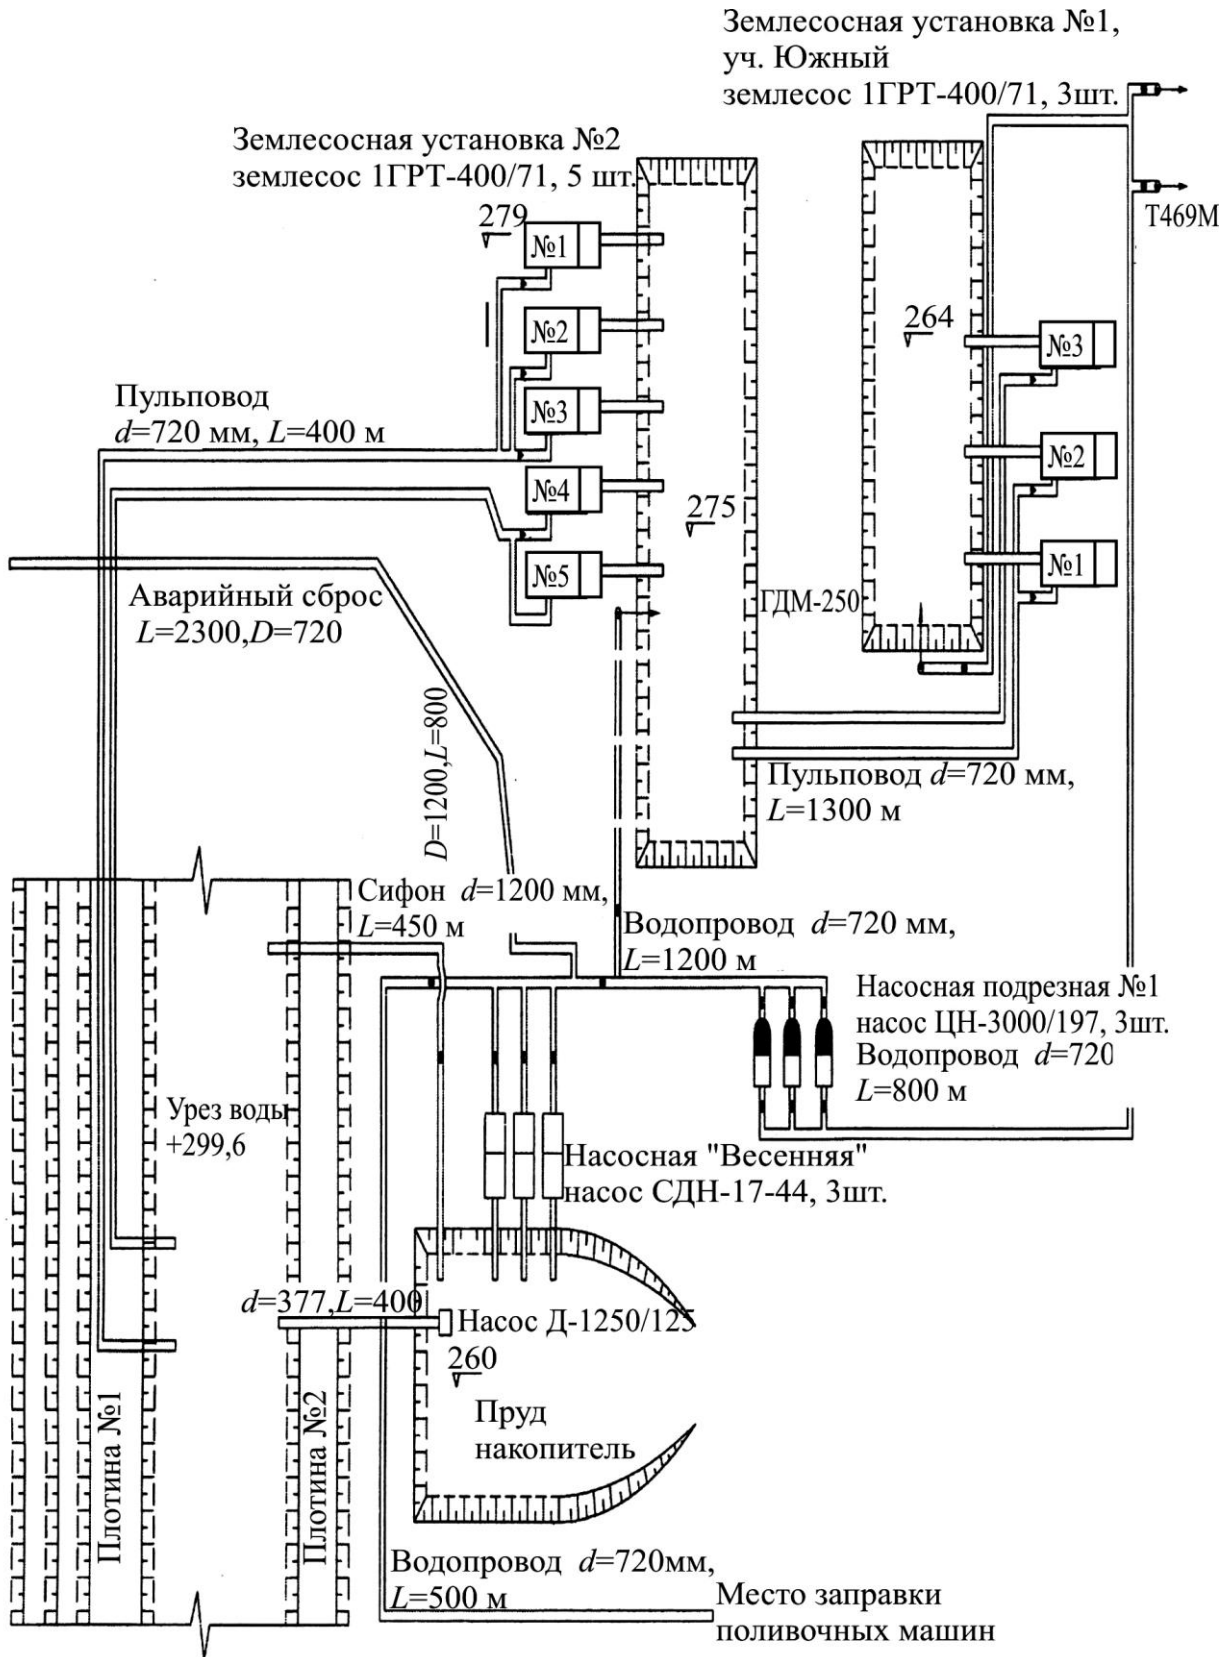 Землесосная установка №1,
уч. Южный
землесос 1ГРТ-400/71, 3шт.
Землесосная установка №2
землесос 1ГРТ-400/71, 5 шт.
Т469М
279
№1
№2
№3
№4
№5
264
№3
№2
№1
Пульповод
d=720 мм, L=400 м
275
Аварийный сброс
L=2300,D=720
ГДМ-250
D=1200,L=800
Пульповод d=720 мм,
L=1300 м
Сифон d=1200 мм,
L=450 м
Водопровод d=720 мм,
L=1200 м
Насосная подрезная №1
насос ЦН-3000/197, 3шт.
Водопровод d=720
L=800 м
Урез воды
+299,6
Насосная "Весенняя"
насос СДН-17-44, 3шт.
d=377,L=400
Насос Д-1250/125
260
Пруд
накопитель
Плотина №1
Плотина №2
Водопровод d=720мм,
L=500 м
Место заправки
поливочных машин